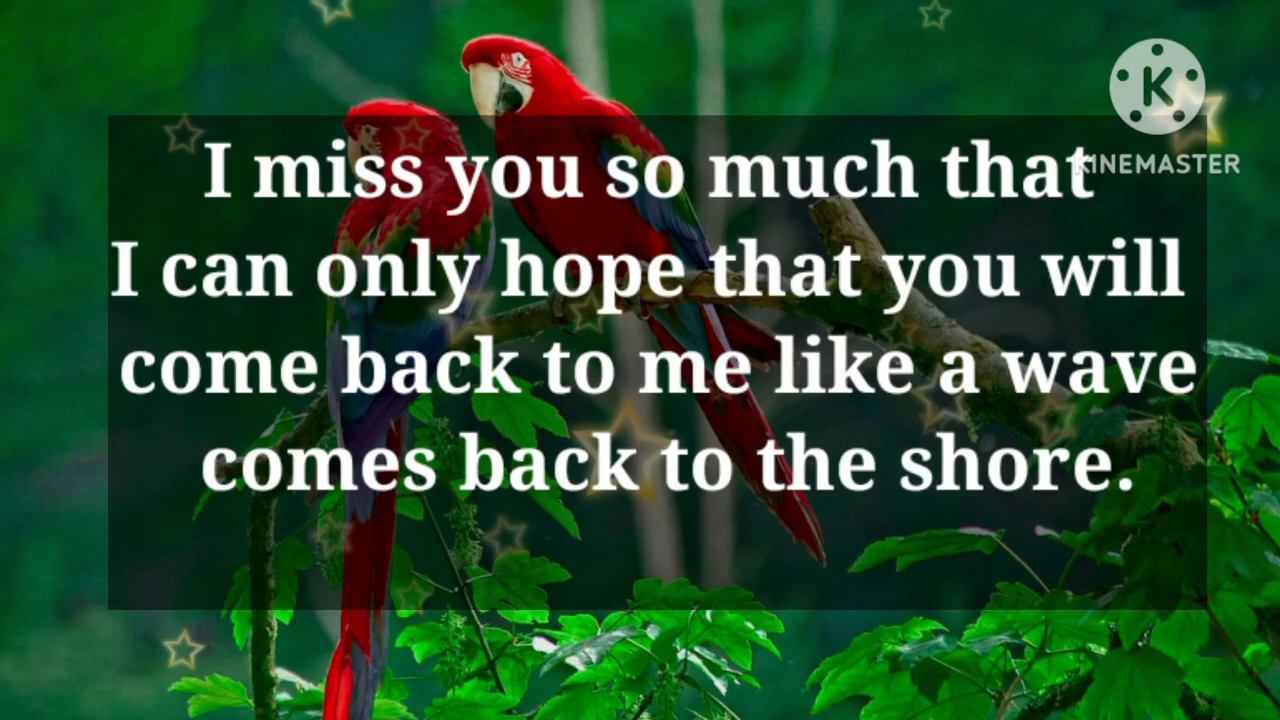 K
KINEMASTER
I miss you so much that
I can only hope that you will
come back to me like a wave
comes back to the shore.